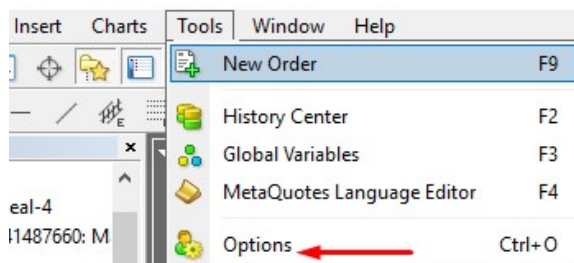 Insert Charts Tools Window Help
New Order F9
E
History Center F2
Global Variables F3
MetaQuotes Language Editor F4
eal-4
41487660: M
Options Ctrl+O